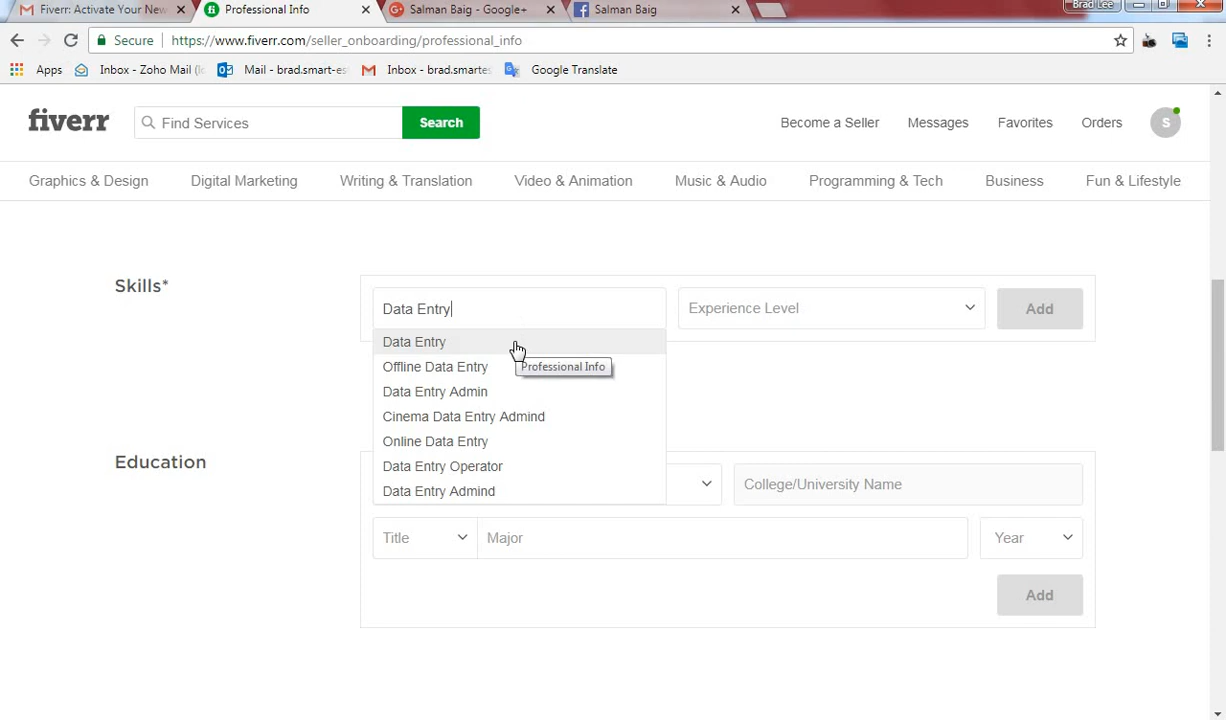 Brad Lee
Fiverr: Activate Your New
Professional Info
Salman Baig - Google+
Salman Baig
Secure
https://www.fiverr.com/seller_onboarding/professional_info
Apps
Inbox - Zoho Mail
Mail - brad.smart-es
Inbox - brad.smartes
Google Translate
fiverr
Find Services
Search
Become a Seller
Messages
Favorites
Orders
S
Graphics & Design
Digital Marketing
Writing & Translation
Video & Animation
Music & Audio
Programming & Tech
Business
Fun & Lifestyle
Skills*
Data Entry
Experience Level
Add
Data Entry
Professional Info
Offline Data Entry
Data Entry Admin
Cinema Data Entry Admind
Online Data Entry
Data Entry Operator
Data Entry Admind
Education
College/University Name
Title
Major
Year
Add